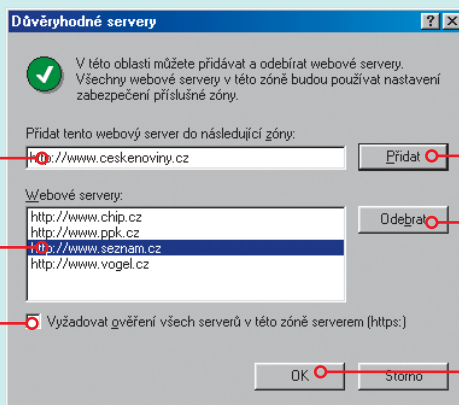 Důvěryhodné servery
V této oblasti můžete přidávat a odebírat webové servery.
Všechny webové servery v této zóně budou používat nastavení
zabezpečení příslušné zóny.
Přidat tento webový server do následující zóny:
http://www.ceskenoviny.cz
Přidat
Webové servery:
http://www.chip.cz
http://www.ppk.cz
http://www.seznam.cz
http://www.vogel.cz
Odebrat
Vyžadovat ověření všech serverů v této zóně serverem (https:)
OK
Storno